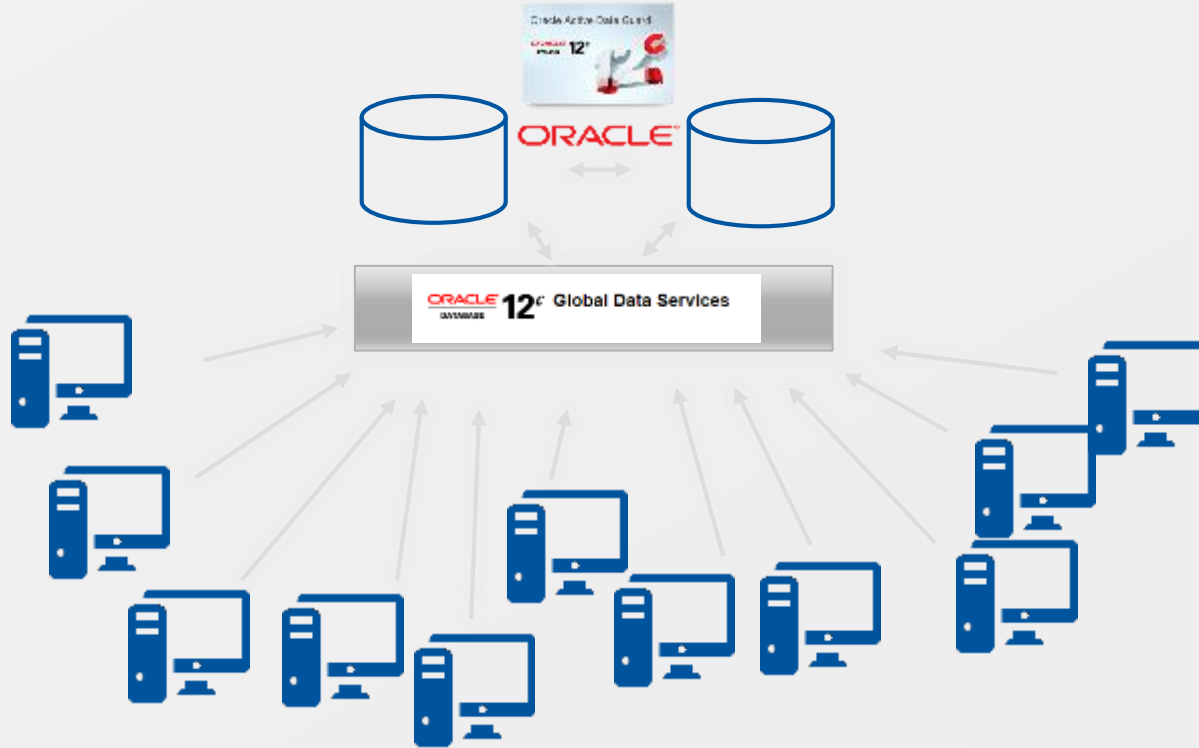 Oracle Active Data Guard
ORACLE 12c
ORACLE
ORACLE DATABASE 12c Global Data Services